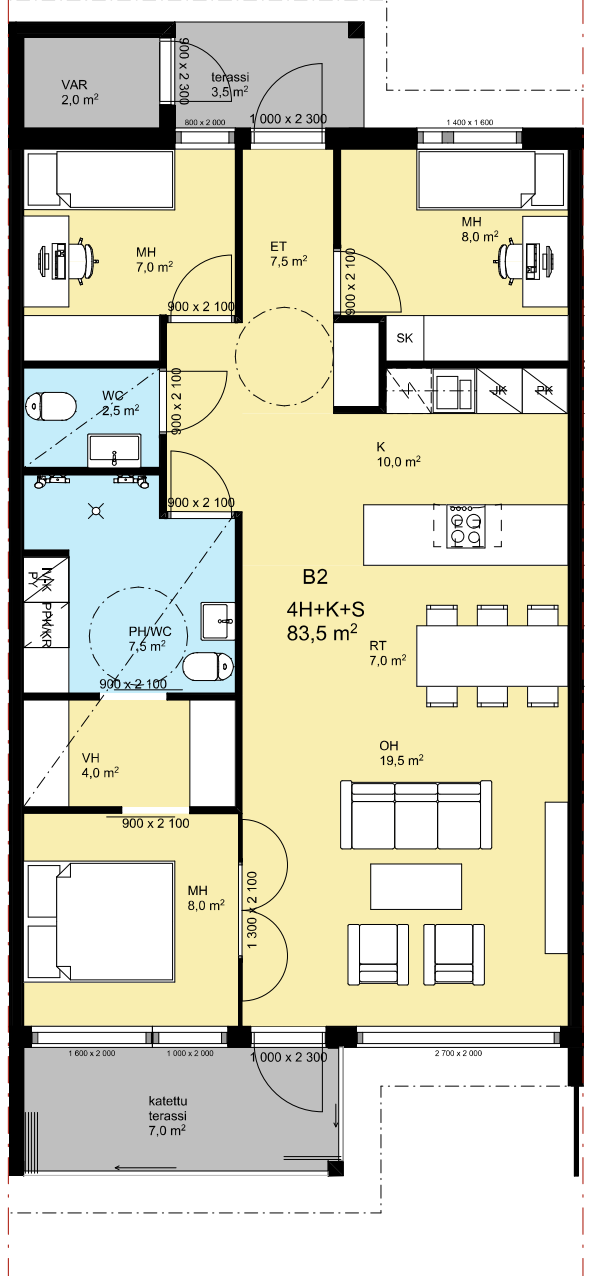 VAR
2,0 m²
900 x 2 300
terassi
3,5 m²
800 x 2 000
1 000 x 2 300
1 400 x 1 600
MH
7,0 m²
ET
7,5 m²
MH
8,0 m²
900 x 2 100
900 x 2 100
SK
WC
2,5 m²
900 x 2 100
JK
PK
K
10,0 m²
900 x 2 100
B2
4H+K+S
83,5 m²
PY
PPK/KR
PH/WC
7,5 m²
RT
7,0 m²
900 x 2 100
VH
4,0 m²
OH
19,5 m²
900 x 2 100
MH
8,0 m²
1 300 x 2 100
1 600 x 2 000
1 000 x 2 000
1 000 x 2 300
2 700 x 2 000
katettu
terassi
7,0 m²